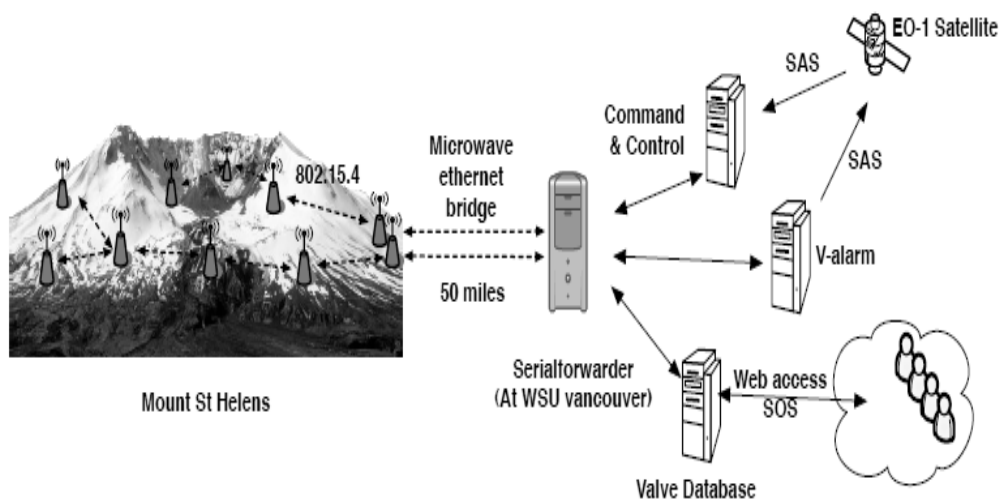 EO-1 Satellite
SAS
Command
& Control
SAS
Microwave
ethernet
bridge
802.15.4
V-alarm
50 miles
Serialforwarder
(At WSU vancouver)
Web access
SOS
Mount St Helens
Valve Database